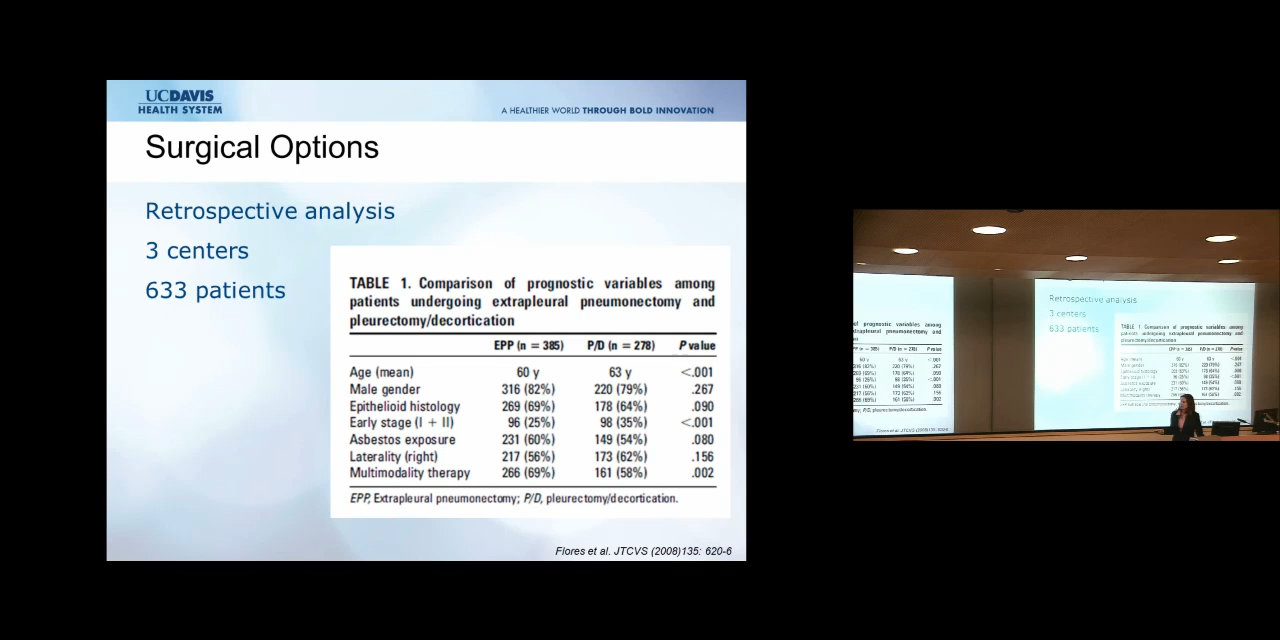 UCDAVIS
HEALTH SYSTEM
A HEALTHIER WORLD THROUGH BOLD INNOVATION
Surgical Options
Retrospective analysis
3 centers
633 patients
TABLE 1. Comparison of prognostic variables among
patients undergoing extrapleural pneumonectomy and
pleurectomy/decortication
EPP (n = 385) P/D (n = 278) P value
Age (mean) 60 y 63 y <.001
Male gender 316 (82%) 220 (79%) .267
Epithelioid histology 269 (69%) 178 (64%) .090
Early stage (I + II) 96 (25%) 98 (35%) <.001
Asbestos exposure 231 (60%) 149 (54%) .080
Laterality (right) 217 (56%) 173 (62%) .156
Multimodality therapy 266 (69%) 161 (58%) .002
EPP, Extrapleural pneumonectomy; P/D, pleurectomy/decortication.
Flores et al. JTCVS (2008)135: 620-6
Retrospective analysis
3 centers
633 patients